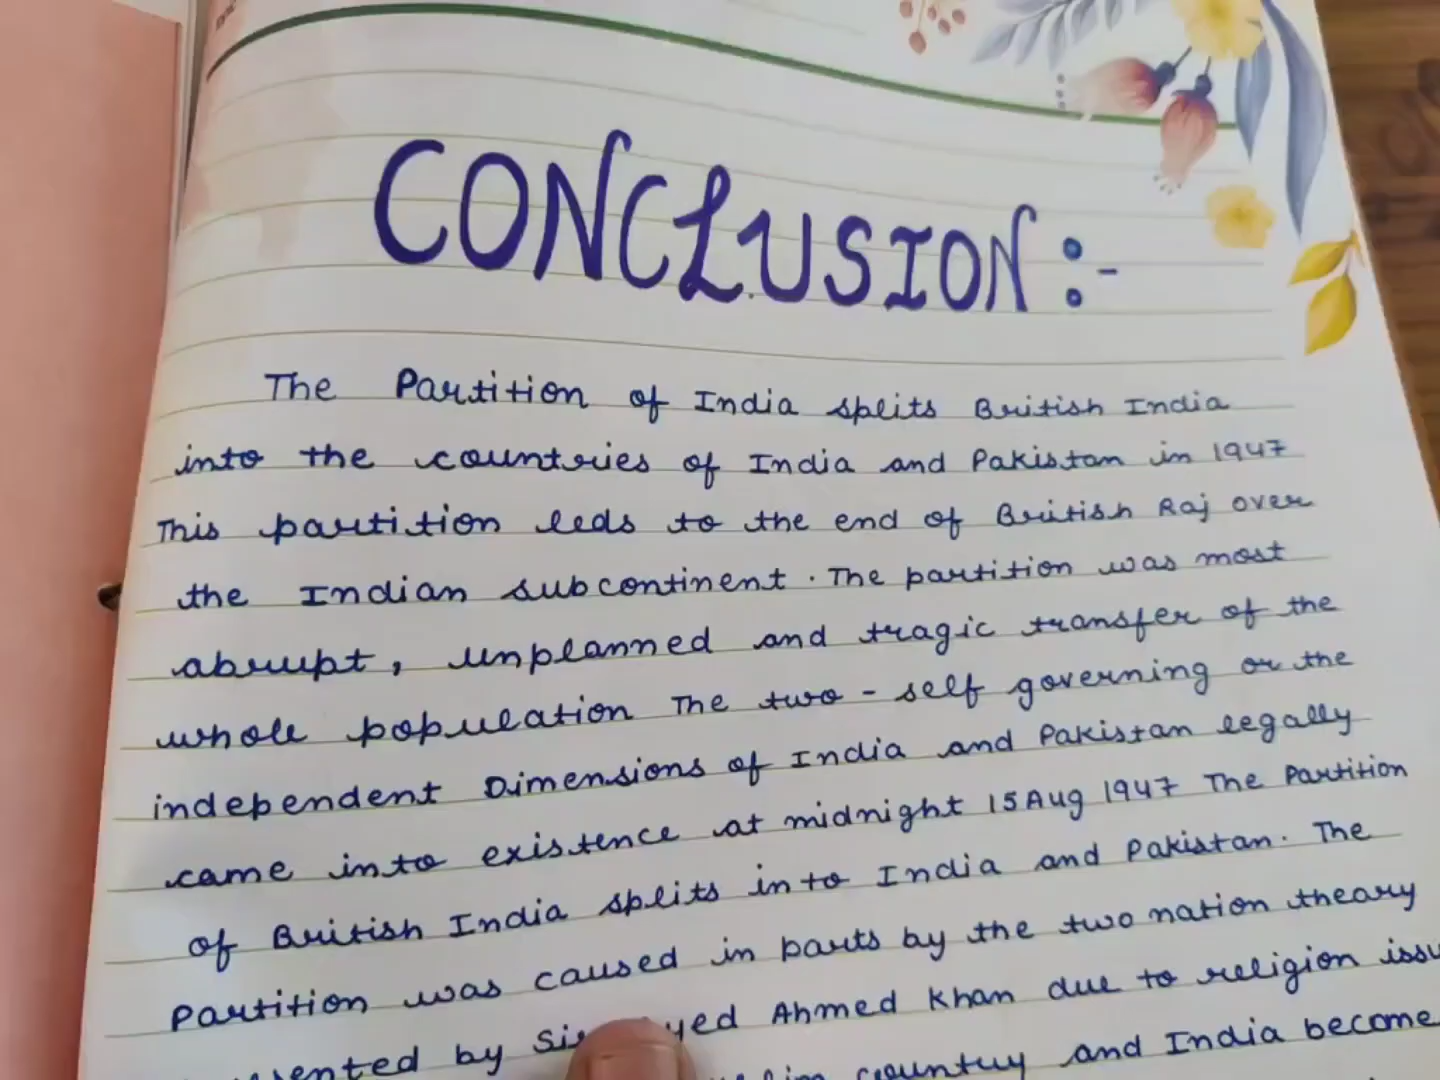 CONCLUSION :-
The Partition of India splits British India
into the countries of India and Pakistan in 1947
This partition leds to the end of British Raj over
the Indian subcontinent. The partition was most
abrupt, unplanned and tragic transfer of the
whole population The two - self governing or the
independent Dimensions of India and Pakistan legally
came into existence at midnight 15 Aug 1947 The Partition
of British India splits into India and Pakistan. The
Partition was caused in parts by the two nation theary
by Ahmed Khan due to religion
country and India become